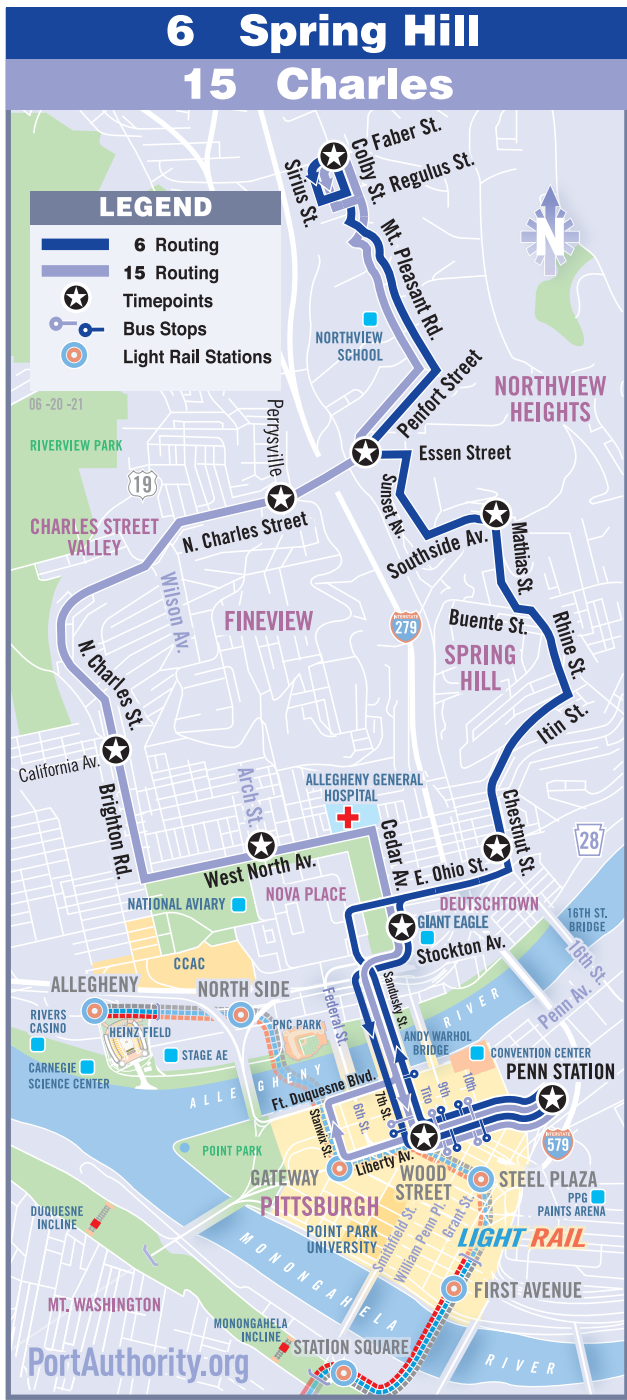 6 Spring Hill
15 Charles
Faber St.
Colby St.
Sirius St.
Regulus St.
LEGEND
6 Routing
15 Routing
Timepoints
Bus Stops
Light Rail Stations
N
Mt. Pleasant Rd.
NORTHVIEW
SCHOOL
NORTHVIEW
HEIGHTS
Penfort Street
06 -20 -21
RIVERVIEW PARK
Perrysville
Essen Street
19
Sunset Av.
CHARLES STREET
VALLEY
N. Charles Street
Southside Av.
Mathias St.
Wilson Av.
FINEVIEW
INTERSTATE
279
Buente St.
Rhine St.
SPRING
HILL
N. Charles St.
Itin St.
California Av.
Brighton Rd.
Arch St.
ALLEGHENY GENERAL
HOSPITAL
Cedar Av.
Chestnut St.
28
West North Av.
E. Ohio St.
NATIONAL AVIARY
NOVA PLACE
DEUTSCHTOWN
GIANT EAGLE
16TH ST.
BRIDGE
Stockton Av.
16th St.
Penn Av.
CCAC
ALLEGHENY
NORTH SIDE
Federal St.
Sandusky St.
RIVER
RIVERS
CASINO
HEINZ FIELD
STAGE AE
PNC PARK
ANDY WARHOL
BRIDGE
CONVENTION CENTER
CARNEGIE
SCIENCE CENTER
ALLEGHENY
Ft. Duquesne Blvd.
PENN STATION
6th St.
7th St.
Tito
9th
10th
Stanwix St.
INTERSTATE
579
POINT PARK
Liberty Av.
GATEWAY
WOOD
STREET
STEEL PLAZA
PITTSBURGH
POINT PARK
UNIVERSITY
Smithfield St.
William Penn Pl.
Grant St.
PPG
PAINTS ARENA
DUQUESNE
INCLINE
LIGHT RAIL
MONONGAHELA
FIRST AVENUE
MT. WASHINGTON
MONONGAHELA
INCLINE
STATION SQUARE
RIVER
PortAuthority.org